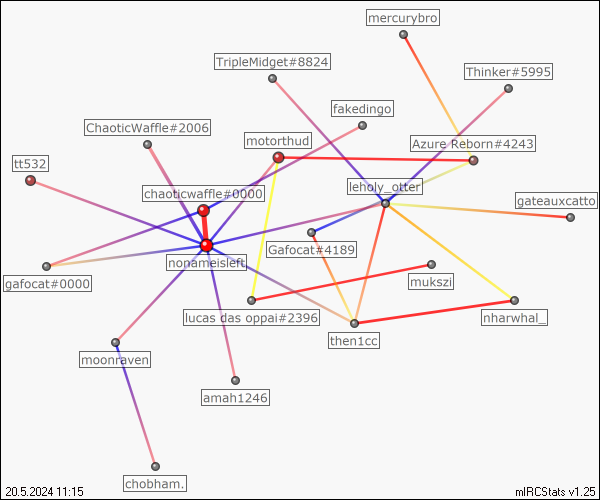 mercurybro
TripleMidget#8824
Thinker#5995
fakedingo
ChaoticWaffle#2006
motorthud
Azure Reborn#4243
tt532
chaoticwaffle#0000
leholy_otter
gateauxcatto
Gafocat#4189
nonameisleft
gafocat#0000
mukszi
lucas das oppai#2396
nharwhal_
then1cc
moonraven
amah1246
chobham.
20.5.2024 11:15
mIRCStats v1.25